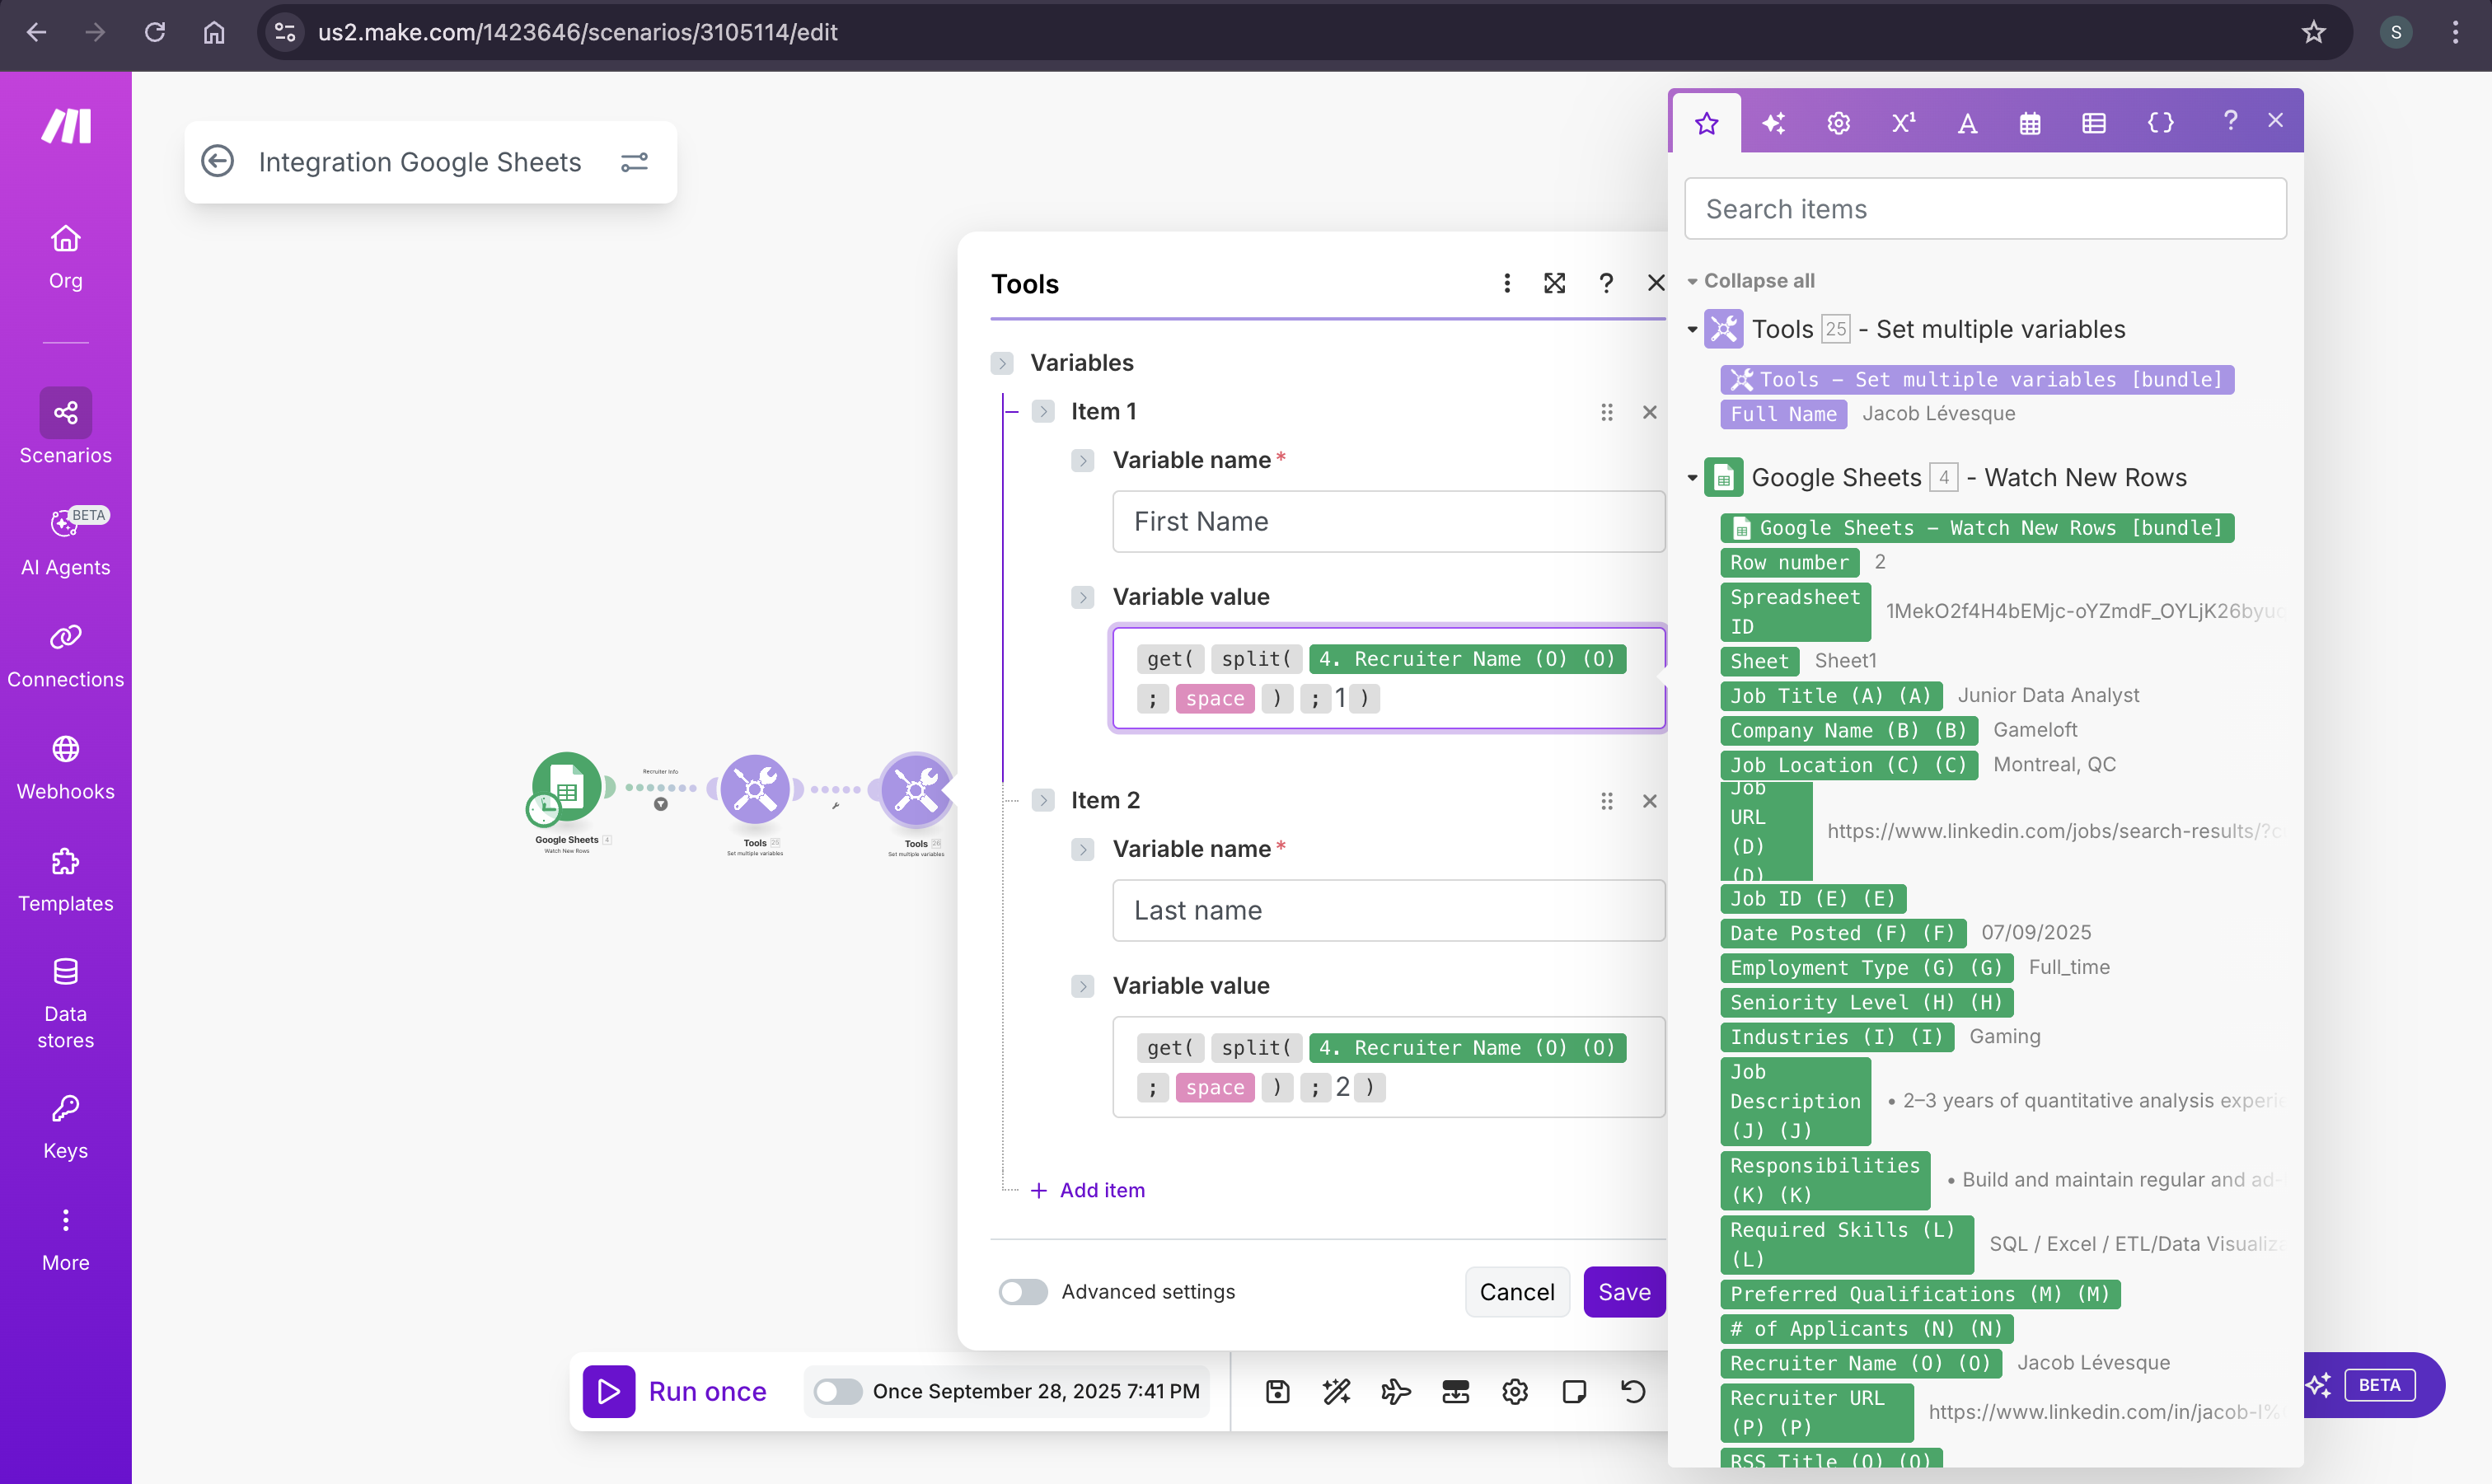 us2.make.com/1423646/scenarios/3105114/edit
S
Integration Google Sheets
Org
Scenarios
BETA
AI Agents
Connections
Webhooks
Templates
Data
stores
Keys
More
Recruiter Info
Google Sheets 4
Watch New Rows
Tools 25
Set multiple variables
Tools 26
Set multiple variables
Tools
?
Variables
Item 1
Variable name*
First Name
Variable value
get( split( 4. Recruiter Name (O) (O)
; space ) ; 1 )
Item 2
Variable name*
Last name
Variable value
get( split( 4. Recruiter Name (O) (O)
; space ) ; 2 )
+ Add item
Advanced settings
Cancel
Save
Run once
Once September 28, 2025 7:41 PM
X1
A
{}
?
Search items
Collapse all
Tools 25 - Set multiple variables
Tools – Set multiple variables [bundle]
Full Name Jacob Lévesque
Google Sheets 4 - Watch New Rows
Google Sheets – Watch New Rows [bundle]
Row number 2
Spreadsheet
ID 1MekO2f4H4bEMjc-oYZmdF_OYLjK26byuc
Sheet Sheet1
Job Title (A) (A) Junior Data Analyst
Company Name (B) (B) Gameloft
Job Location (C) (C) Montreal, QC
Job
URL
(D)
(D) https://www.linkedin.com/jobs/search-results/?c
Job ID (E) (E)
Date Posted (F) (F) 07/09/2025
Employment Type (G) (G) Full_time
Seniority Level (H) (H)
Industries (I) (I) Gaming
Job
Description
(J) (J) • 2–3 years of quantitative analysis experie
Responsibilities
(K) (K) • Build and maintain regular and ad-
Required Skills (L)
(L) SQL / Excel / ETL/Data Visualiza
Preferred Qualifications (M) (M)
# of Applicants (N) (N)
Recruiter Name (O) (O) Jacob Lévesque
Recruiter URL
(P) (P) https://www.linkedin.com/in/jacob-l%
RSS Title (Q) (Q)
BETA